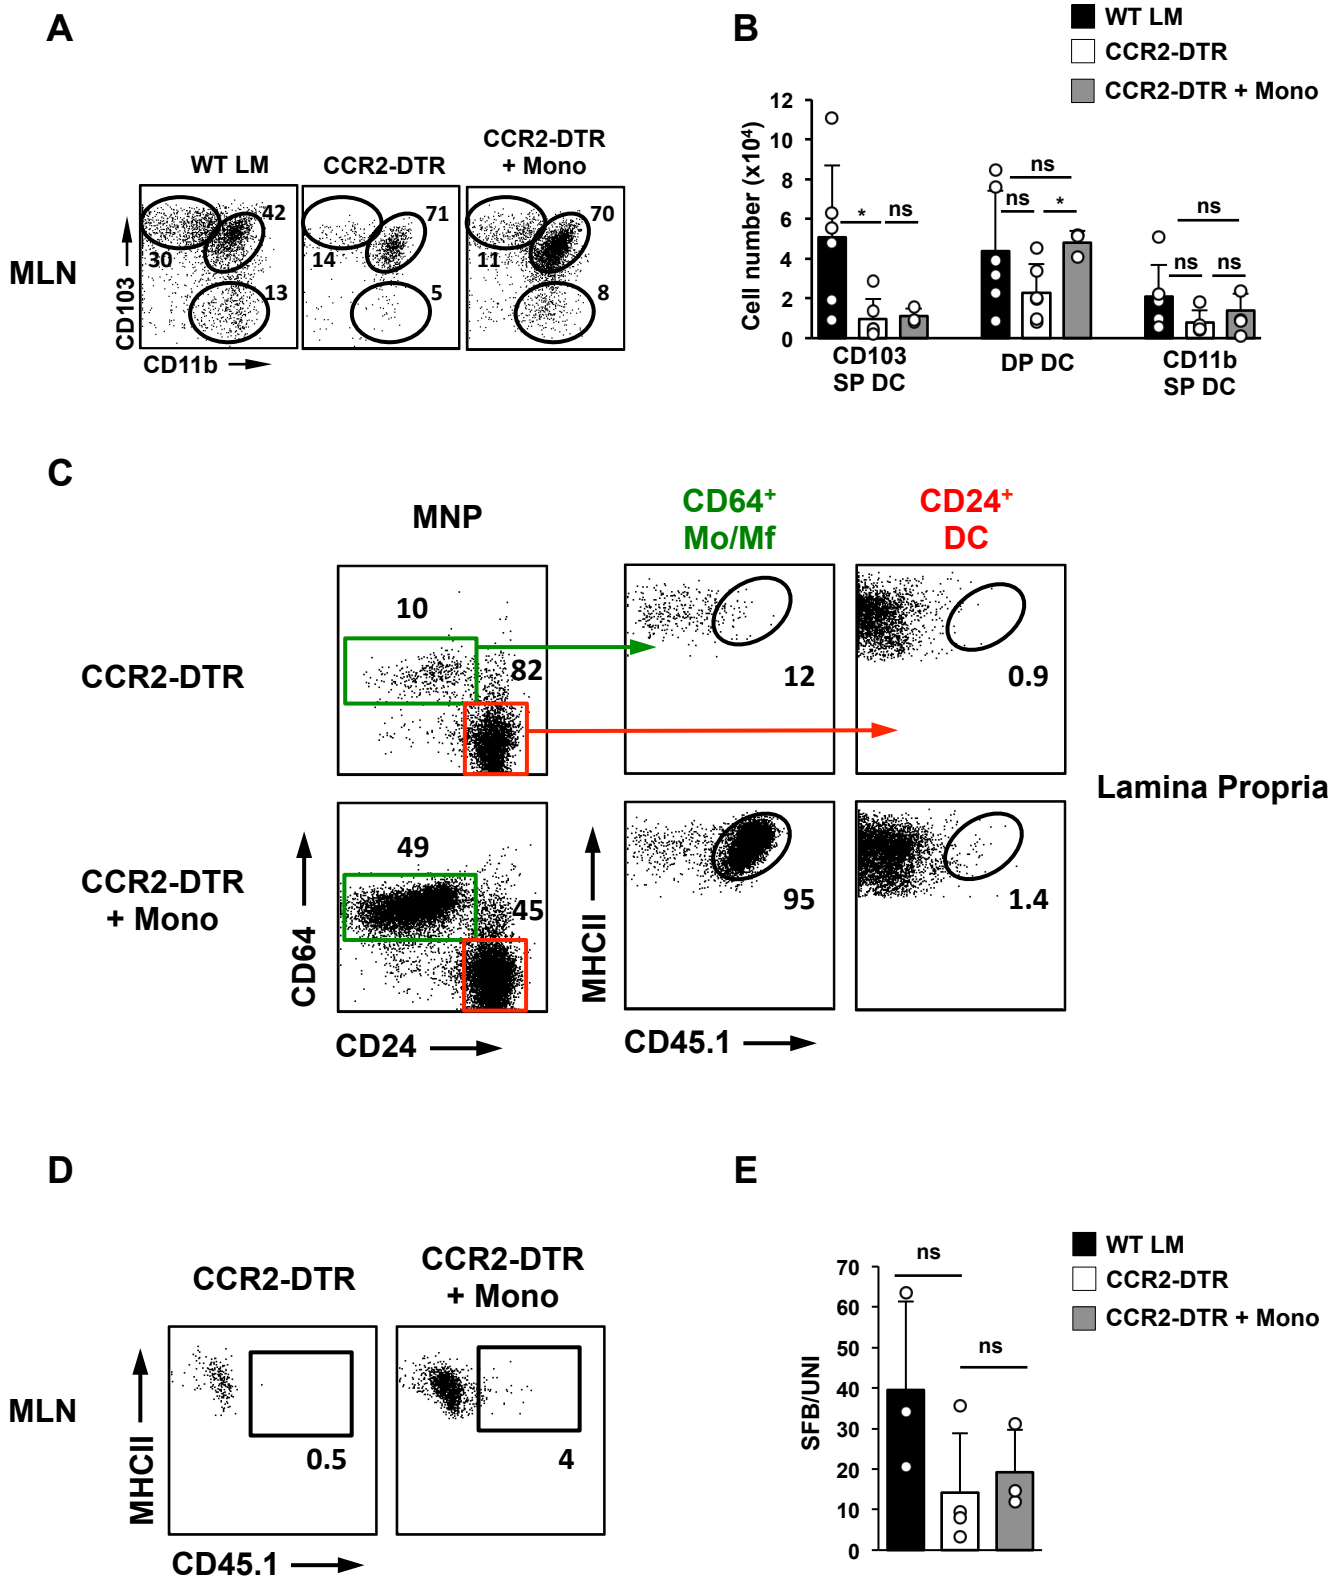 A
WT LM
CCR2-DTR
CCR2-DTR
+ Mono
MLN
CD103
42
30
13
71
14
5
70
11
8
CD11b
B
WT LM
CCR2-DTR
CCR2-DTR + Mono
Cell number (x10⁴)
12
10
8
6
4
2
0
* ns
ns
ns *
ns
ns ns
CD103
SP DC
DP DC
CD11b
SP DC
C
MNP
CD64⁺
Mo/Mf
CD24⁺
DC
CCR2-DTR
10
82
12
0.9
Lamina Propria
CCR2-DTR
+ Mono
49
45
95
1.4
CD64
CD24
MHCII
CD45.1
D
CCR2-DTR
CCR2-DTR
+ Mono
MLN
MHCII
0.5
4
CD45.1
E
WT LM
CCR2-DTR
CCR2-DTR + Mono
SFB/UNI
70
60
50
40
30
20
10
0
ns
ns